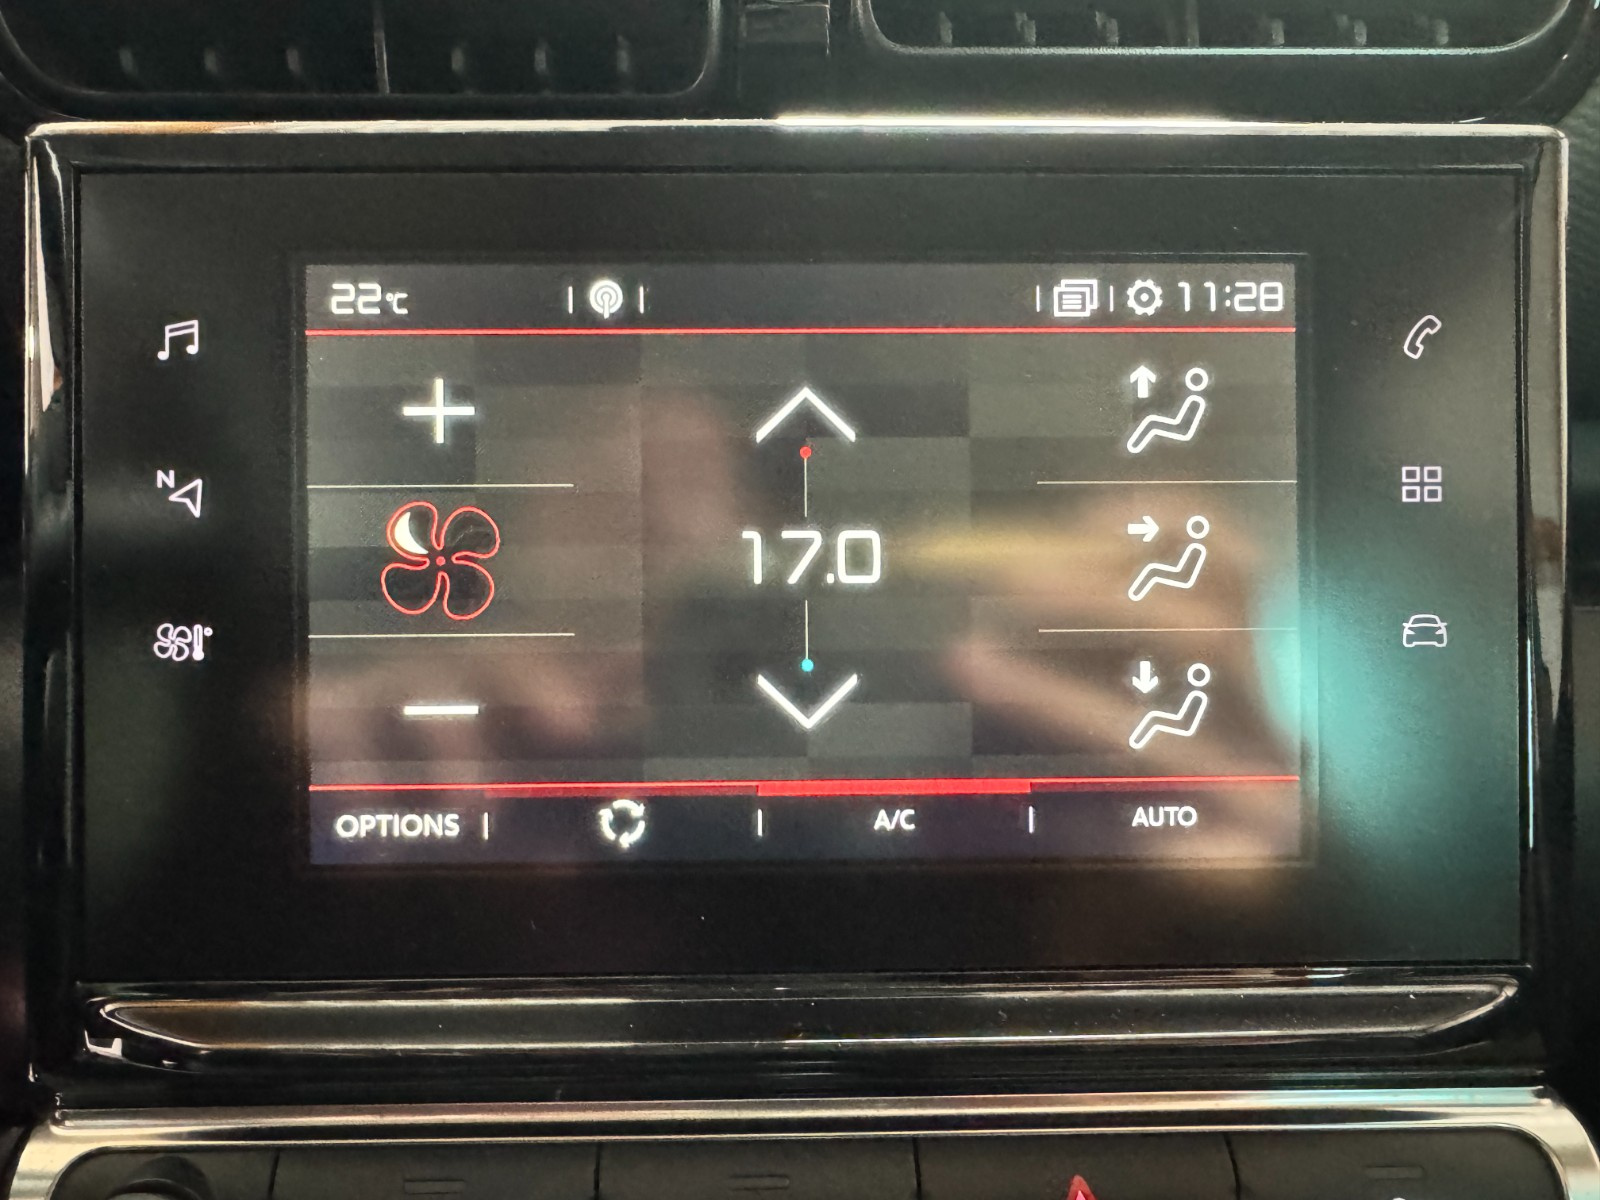 22°C
11:28
N
17.0
OPTIONS
A/C
AUTO